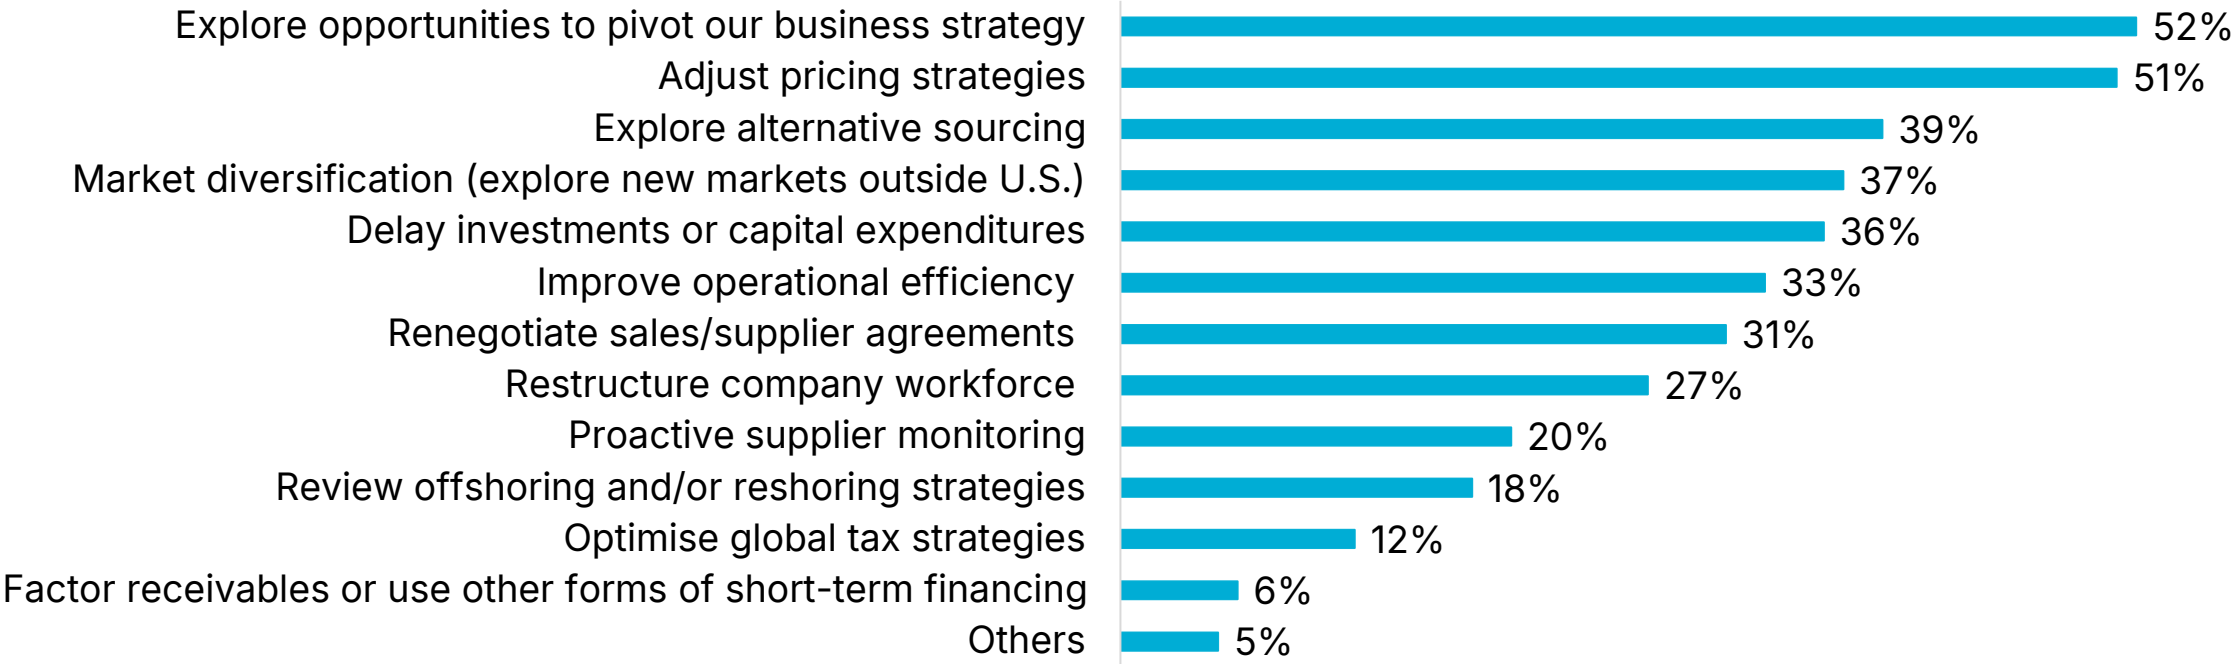 Explore opportunities to pivot our business strategy 52%
Adjust pricing strategies 51%
Explore alternative sourcing 39%
Market diversification (explore new markets outside U.S.) 37%
Delay investments or capital expenditures 36%
Improve operational efficiency 33%
Renegotiate sales/supplier agreements 31%
Restructure company workforce 27%
Proactive supplier monitoring 20%
Review offshoring and/or reshoring strategies 18%
Optimise global tax strategies 12%
Factor receivables or use other forms of short-term financing 6%
Others 5%